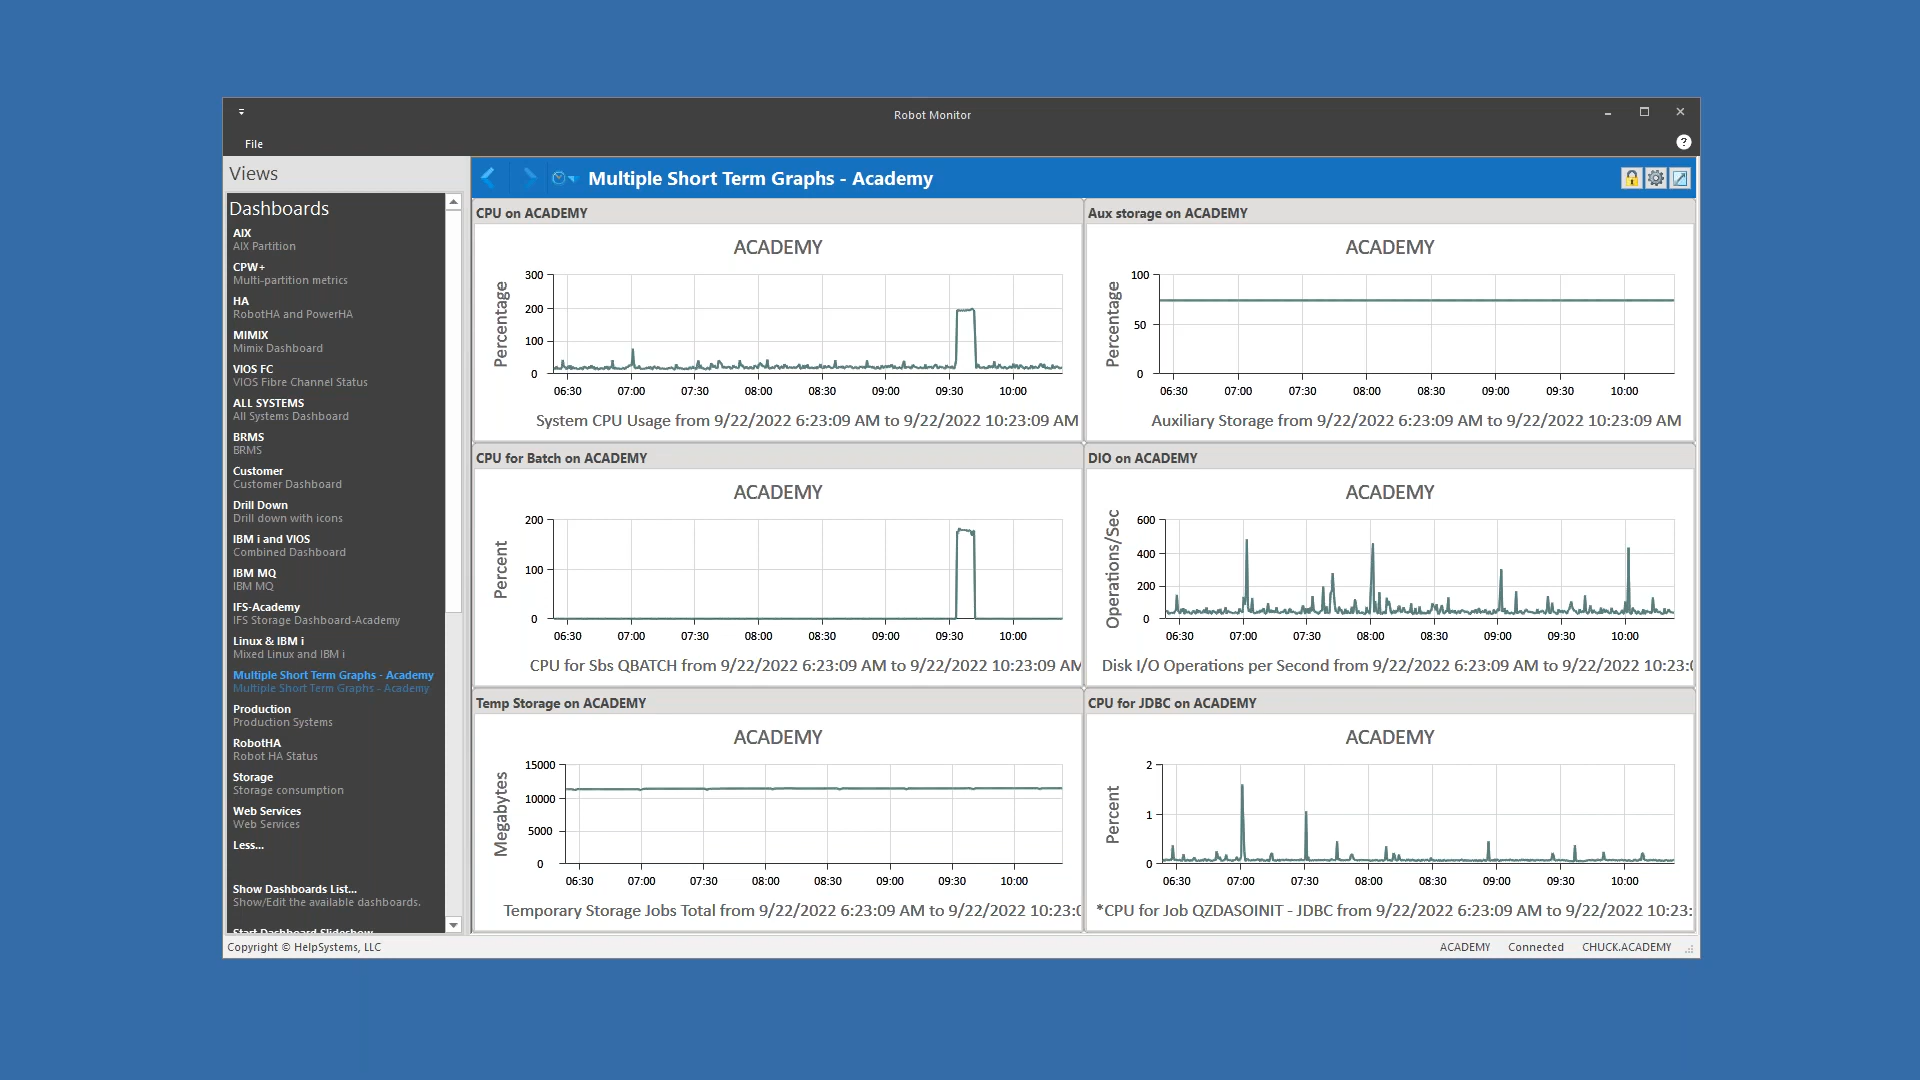 Robot Monitor
File
?
Views
Dashboards
AIX
AIX Partition
CPW+
Multi-partition metrics
HA
RobotHA and PowerHA
MIMIX
Mimix Dashboard
VIOS FC
VIOS Fibre Channel Status
ALL SYSTEMS
All Systems Dashboard
BRMS
BRMS
Customer
Customer Dashboard
Drill Down
Drill down with icons
IBM i and VIOS
Combined Dashboard
IBM MQ
IBM MQ
IFS-Academy
IFS Storage Dashboard-Academy
Linux & IBM i
Mixed Linux and IBM i
Multiple Short Term Graphs - Academy
Multiple Short Term Graphs - Academy
Production
Production Systems
RobotHA
Robot HA Status
Storage
Storage consumption
Web Services
Web Services
Less...
Show Dashboards List...
Show/Edit the available dashboards.
Start Dashboard Slideshow
Multiple Short Term Graphs - Academy
CPU on ACADEMY
ACADEMY
Percentage
300
200
100
0
06:30 07:00 07:30 08:00 08:30 09:00 09:30 10:00
System CPU Usage from 9/22/2022 6:23:09 AM to 9/22/2022 10:23:09 AM
Aux storage on ACADEMY
ACADEMY
Percentage
100
50
0
06:30 07:00 07:30 08:00 08:30 09:00 09:30 10:00
Auxiliary Storage from 9/22/2022 6:23:09 AM to 9/22/2022 10:23:09 AM
CPU for Batch on ACADEMY
ACADEMY
Percent
200
100
0
06:30 07:00 07:30 08:00 08:30 09:00 09:30 10:00
CPU for Sbs QBATCH from 9/22/2022 6:23:09 AM to 9/22/2022 10:23:09 AM
DIO on ACADEMY
ACADEMY
Operations/Sec
600
400
200
0
06:30 07:00 07:30 08:00 08:30 09:00 09:30 10:00
Disk I/O Operations per Second from 9/22/2022 6:23:09 AM to 9/22/2022 10:23:0
Temp Storage on ACADEMY
ACADEMY
Megabytes
15000
10000
5000
0
06:30 07:00 07:30 08:00 08:30 09:00 09:30 10:00
Temporary Storage Jobs Total from 9/22/2022 6:23:09 AM to 9/22/2022 10:23:0
CPU for JDBC on ACADEMY
ACADEMY
Percent
2
1
0
06:30 07:00 07:30 08:00 08:30 09:00 09:30 10:00
*CPU for Job QZDASOINIT - JDBC from 9/22/2022 6:23:09 AM to 9/22/2022 10:23:
Copyright © HelpSystems, LLC
ACADEMY Connected CHUCK.ACADEMY